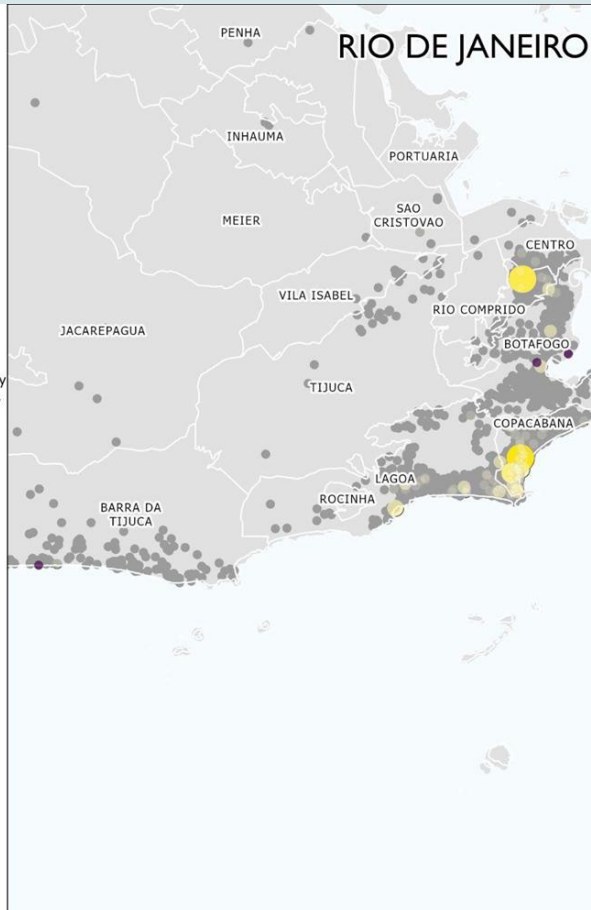 RIO DE JANEIRO
PENHA
INHAUMA
PORTUARIA
SAO
CRISTOVAO
MEIER
CENTRO
VILA ISABEL
RIO COMPRIDO
JACAREPAGUA
BOTAFOGO
y
TIJUCA
COPACABANA
LAGOA
ROCINHA
BARRA DA
TIJUCA